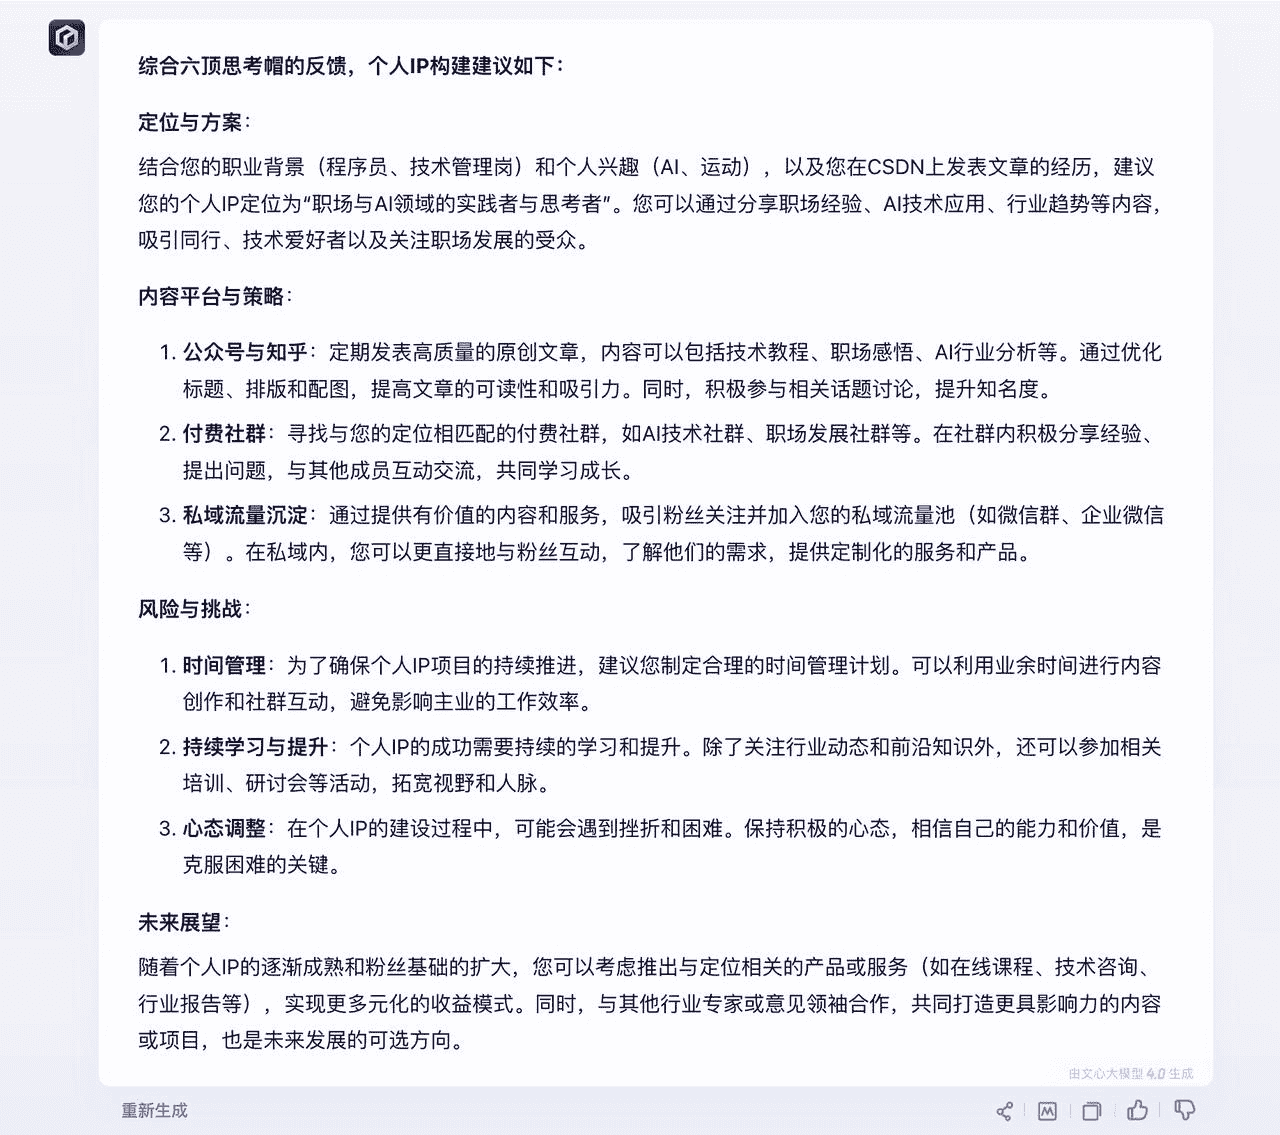 综合六顶思考帽的反馈，个人IP构建建议如下：
定位与方案：
结合您的职业背景（程序员、技术管理岗）和个人兴趣（AI、运动），以及您在CSDN上发表文章的经历，建议
您的个人IP定位为“职场与AI领域的实践者与思考者”。您可以通过分享职场经验、AI技术应用、行业趋势等内容，
吸引同行、技术爱好者以及关注职场发展的受众。
内容平台与策略：
1. 公众号与知乎：定期发表高质量的原创文章，内容可以包括技术教程、职场感悟、AI行业分析等。通过优化
标题、排版和配图，提高文章的可读性和吸引力。同时，积极参与相关话题讨论，提升知名度。
2. 付费社群：寻找与您的定位相匹配的付费社群，如AI技术社群、职场发展社群等。在社群内积极分享经验、
提出问题，与其他成员互动交流，共同学习成长。
3. 私域流量沉淀：通过提供有价值的内容和服务，吸引粉丝关注并加入您的私域流量池（如微信群、企业微信
等）。在私域内，您可以更直接地与粉丝互动，了解他们的需求，提供定制化的服务和产品。
风险与挑战：
1. 时间管理：为了确保个人IP项目的持续推进，建议您制定合理的时间管理计划。可以利用业余时间进行内容
创作和社群互动，避免影响主业的工作效率。
2. 持续学习与提升：个人IP的成功需要持续的学习和提升。除了关注行业动态和前沿知识外，还可以参加相关
培训、研讨会等活动，拓宽视野和人脉。
3. 心态调整：在个人IP的建设过程中，可能会遇到挫折和困难。保持积极的心态，相信自己的能力和价值，是
克服困难的关键。
未来展望：
随着个人IP的逐渐成熟和粉丝基础的扩大，您可以考虑推出与定位相关的产品或服务（如在线课程、技术咨询、
行业报告等），实现更多元化的收益模式。同时，与其他行业专家或意见领袖合作，共同打造更具影响力的内容
或项目，也是未来发展的可选方向。
由文心大模型 4.0 生成
重新生成